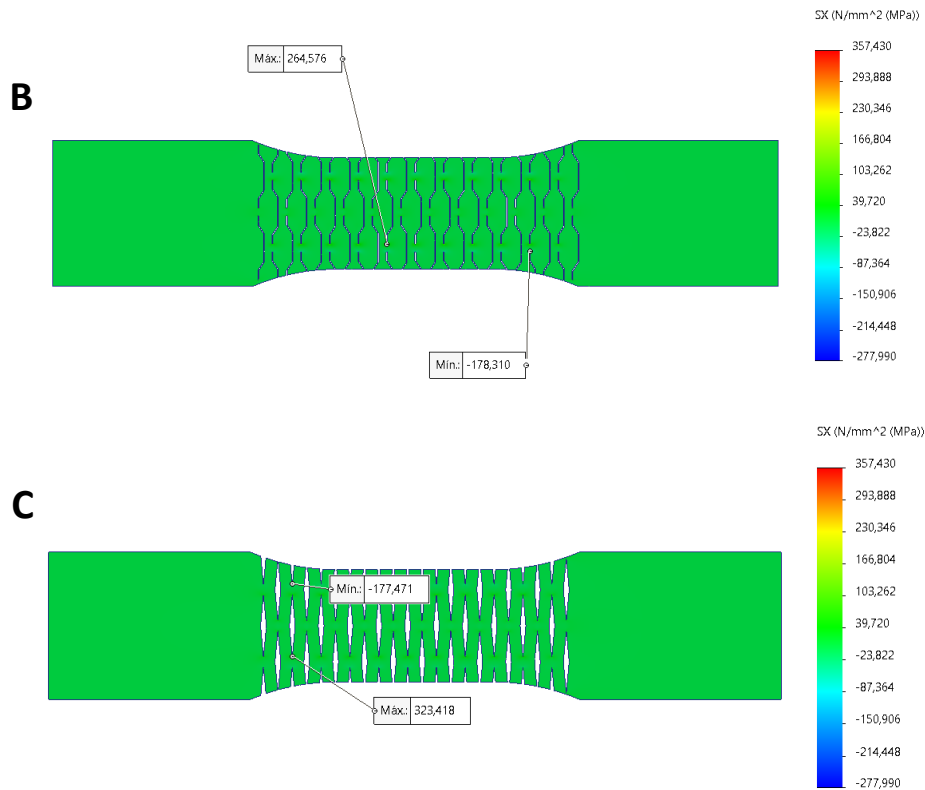 SX (N/mm^2 (MPa))
B
Máx.: 264,576
357,430
293,888
230,346
166,804
103,262
39,720
-23,822
-87,364
-150,906
-214,448
-277,990
Mín.: -178,310
SX (N/mm^2 (MPa))
C
357,430
293,888
230,346
166,804
103,262
39,720
-23,822
-87,364
-150,906
-214,448
-277,990
Mín.: -177,471
Máx.: 323,418